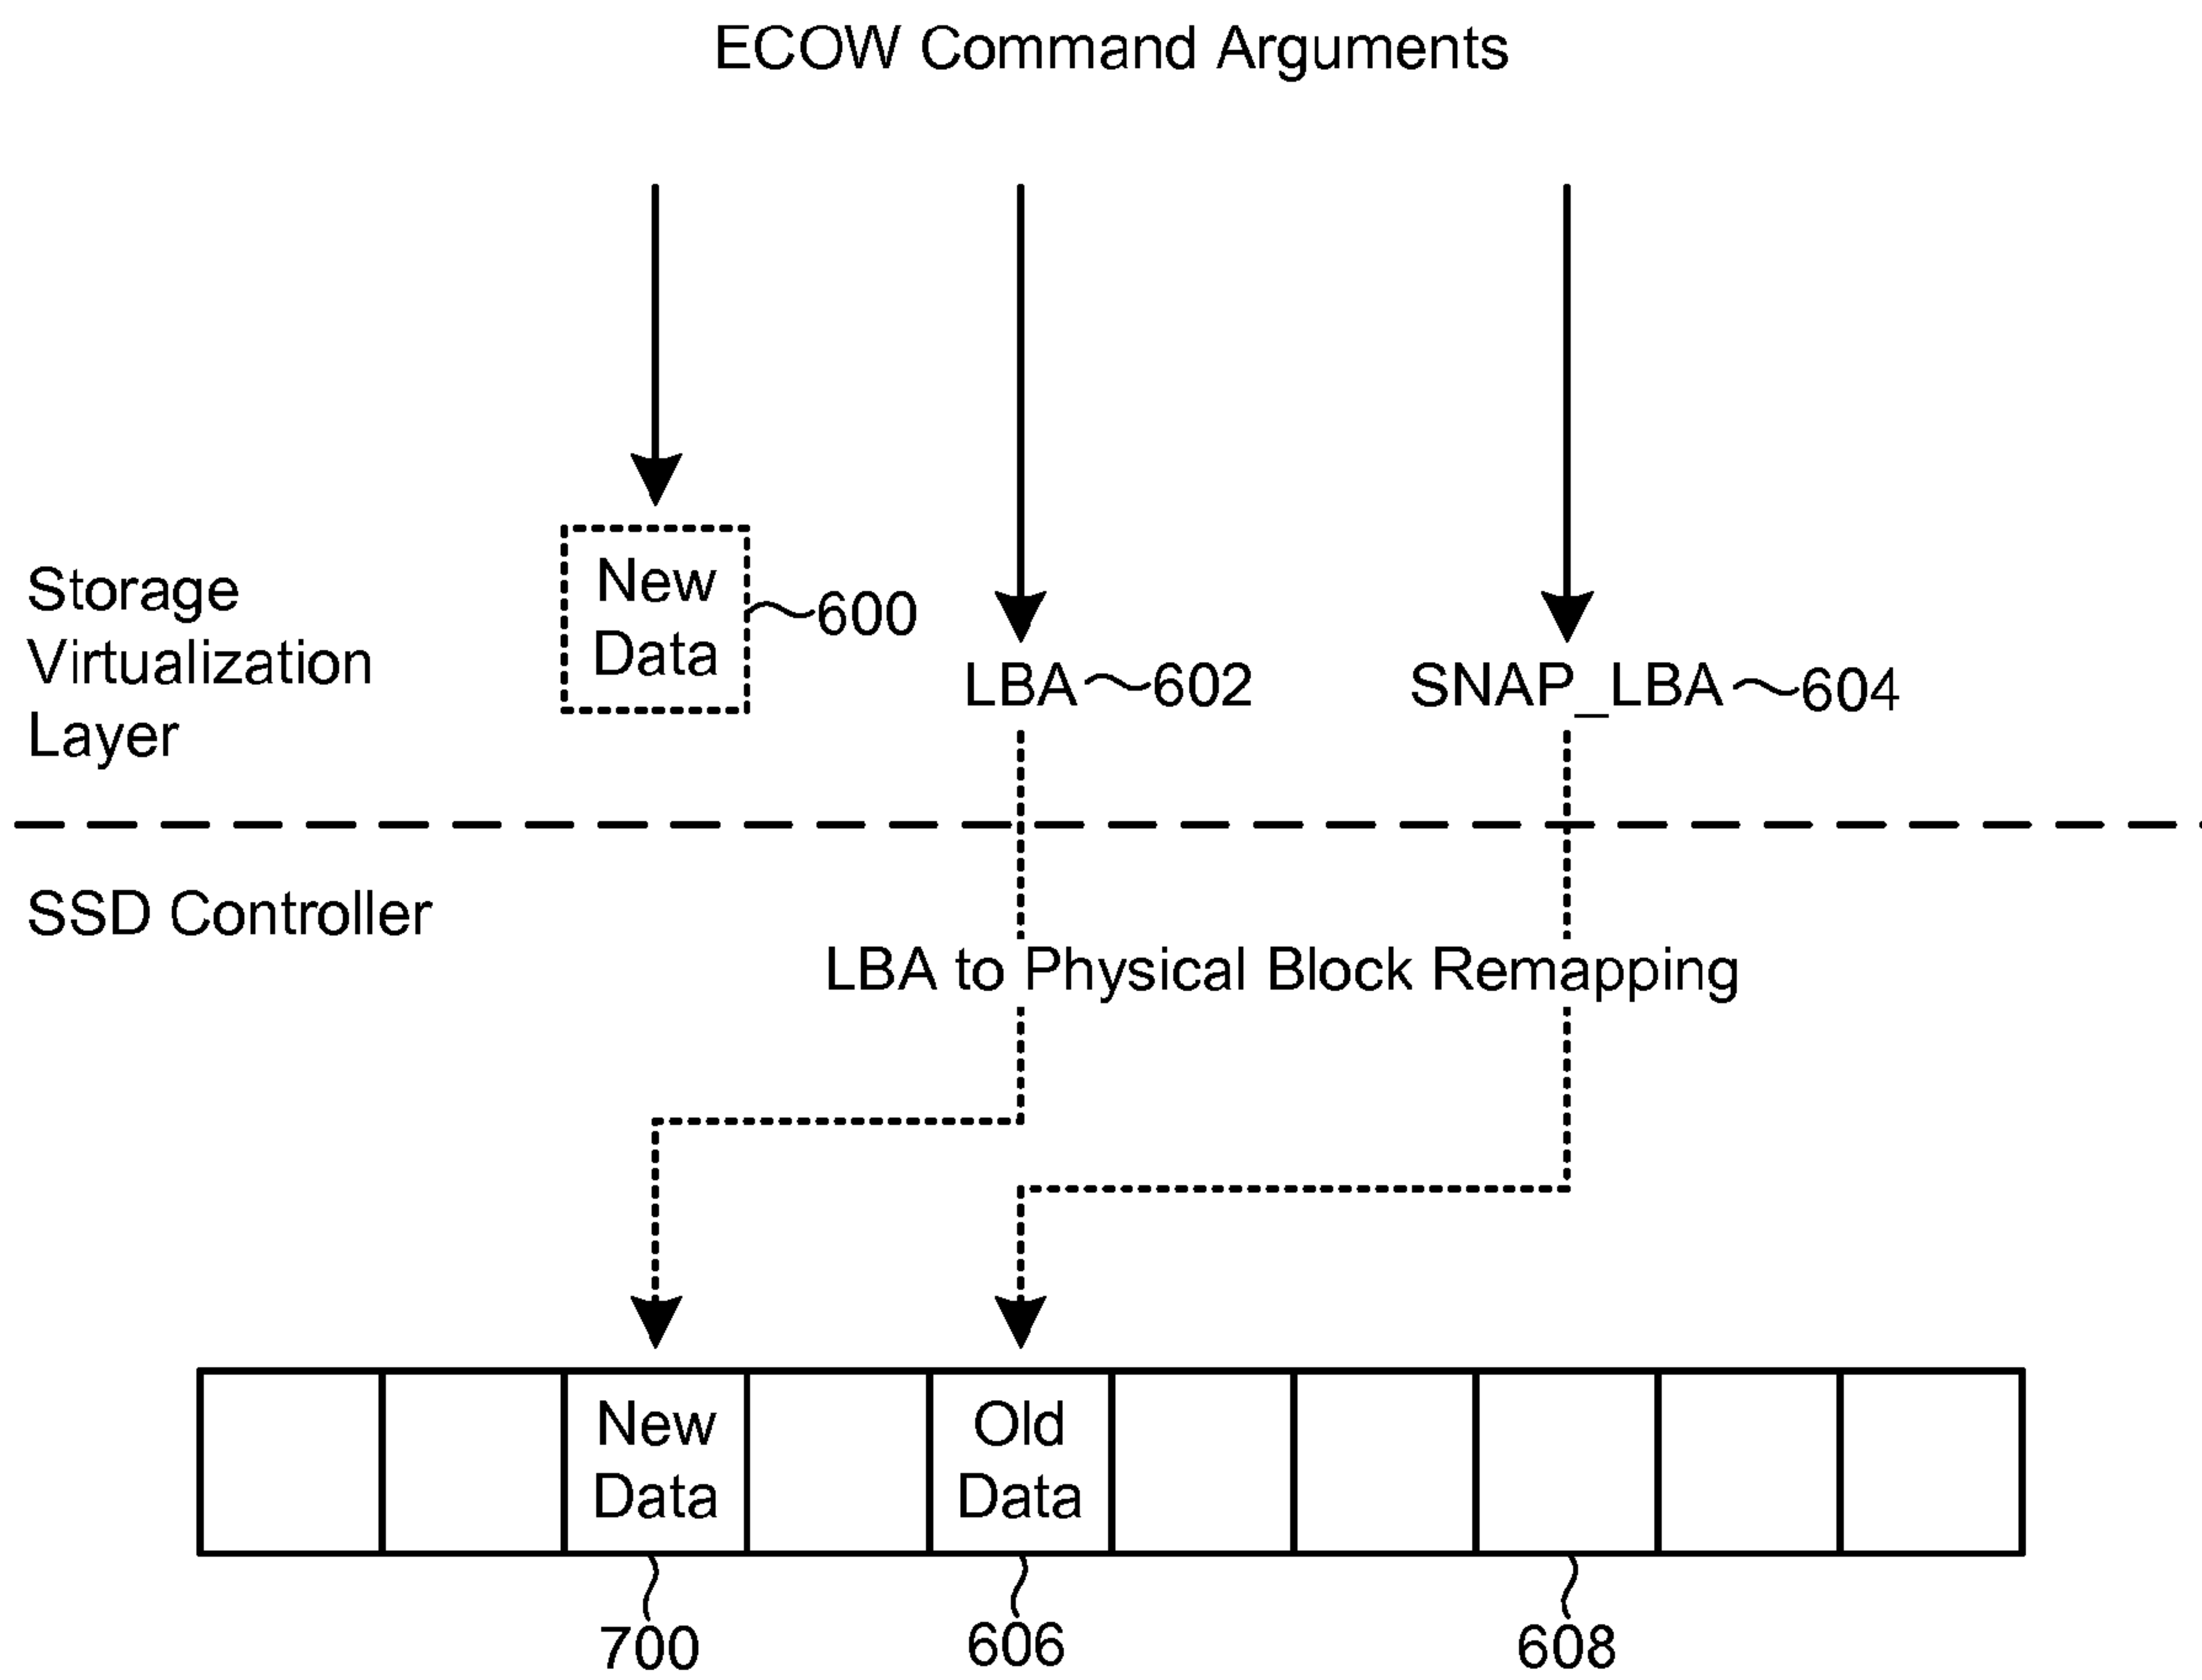 ECOW Command Arguments
New
Data
600
Storage
Virtualization
Layer
LBA
602
SNAP_LBA
604
SSD Controller
LBA to Physical Block Remapping
New
Data
Old
Data
700
606
608